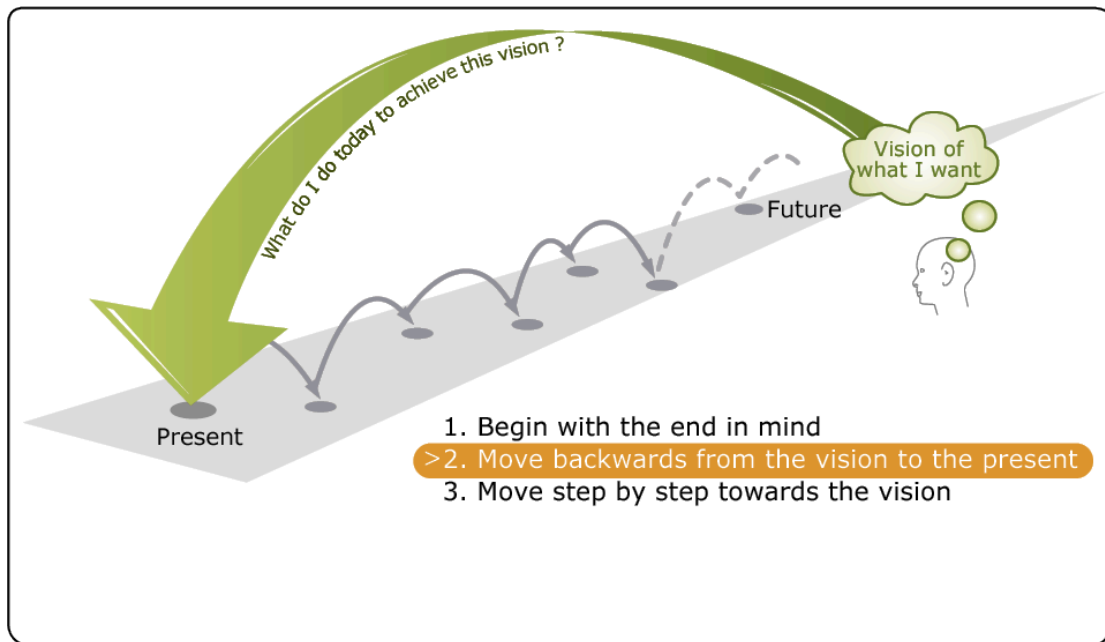 What do I do today to achieve this vision ?
Vision of
what I want
Future
Present
1. Begin with the end in mind
>2. Move backwards from the vision to the present
3. Move step by step towards the vision